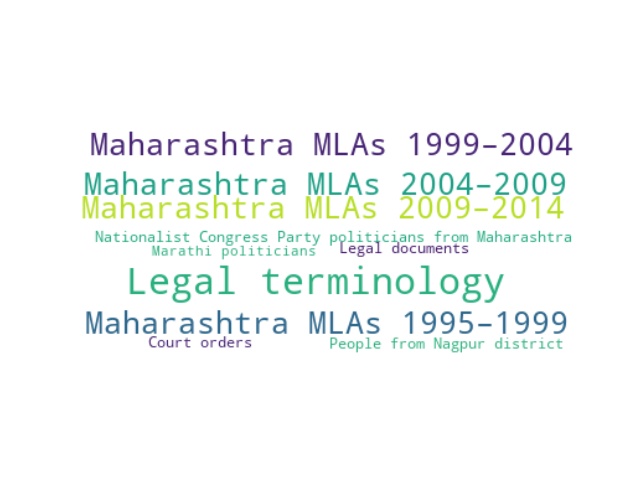 Maharashtra MLAs 1999–2004
Maharashtra MLAs 2004–2009
Maharashtra MLAs 2009–2014
Nationalist Congress Party politicians from Maharashtra
Marathi politicians
Legal documents
Legal terminology
Maharashtra MLAs 1995–1999
Court orders
People from Nagpur district